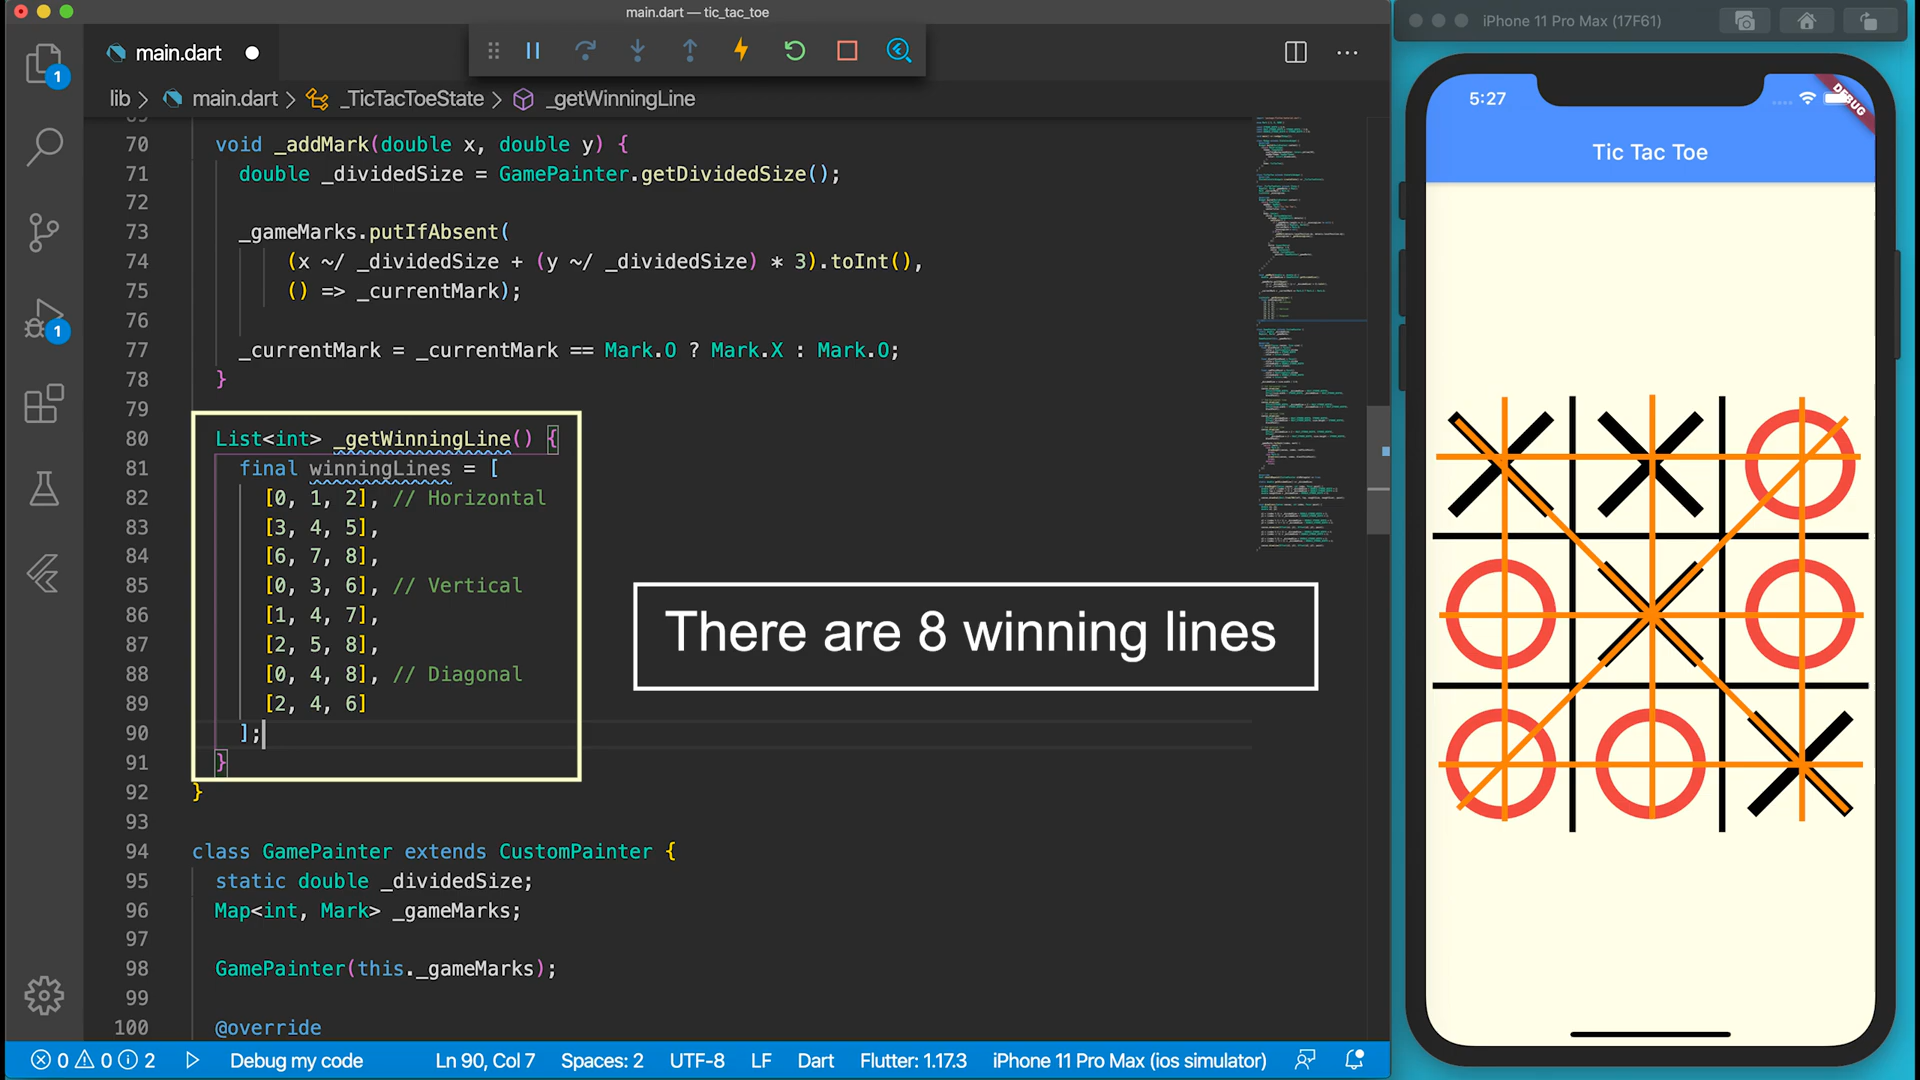 main.dart — tic_tac_toe
main.dart
1
lib > main.dart > _TicTacToeState > _getWinningLine
70 void _addMark(double x, double y) {
71 double _dividedSize = GamePainter.getDividedSize();
72
73 _gameMarks.putIfAbsent(
74 (x ~/ _dividedSize + (y ~/ _dividedSize) * 3).toInt(),
75 () => _currentMark);
76
77 _currentMark = _currentMark == Mark.O ? Mark.X : Mark.O;
78 }
79
80 List<int> _getWinningLine() {
81 final winningLines = [
82 [0, 1, 2], // Horizontal
83 [3, 4, 5],
84 [6, 7, 8],
85 [0, 3, 6], // Vertical
86 [1, 4, 7],
87 [2, 5, 8],
88 [0, 4, 8], // Diagonal
89 [2, 4, 6]
90 ];
91 }
92 }
93
94 class GamePainter extends CustomPainter {
95 static double _dividedSize;
96 Map<int, Mark> _gameMarks;
97
98 GamePainter(this._gameMarks);
99
100 @override
1
There are 8 winning lines
0 0 2 Debug my code Ln 90, Col 7 Spaces: 2 UTF-8 LF Dart Flutter: 1.17.3 iPhone 11 Pro Max (ios simulator)
iPhone 11 Pro Max (17F61)
5:27
DEBUG
Tic Tac Toe